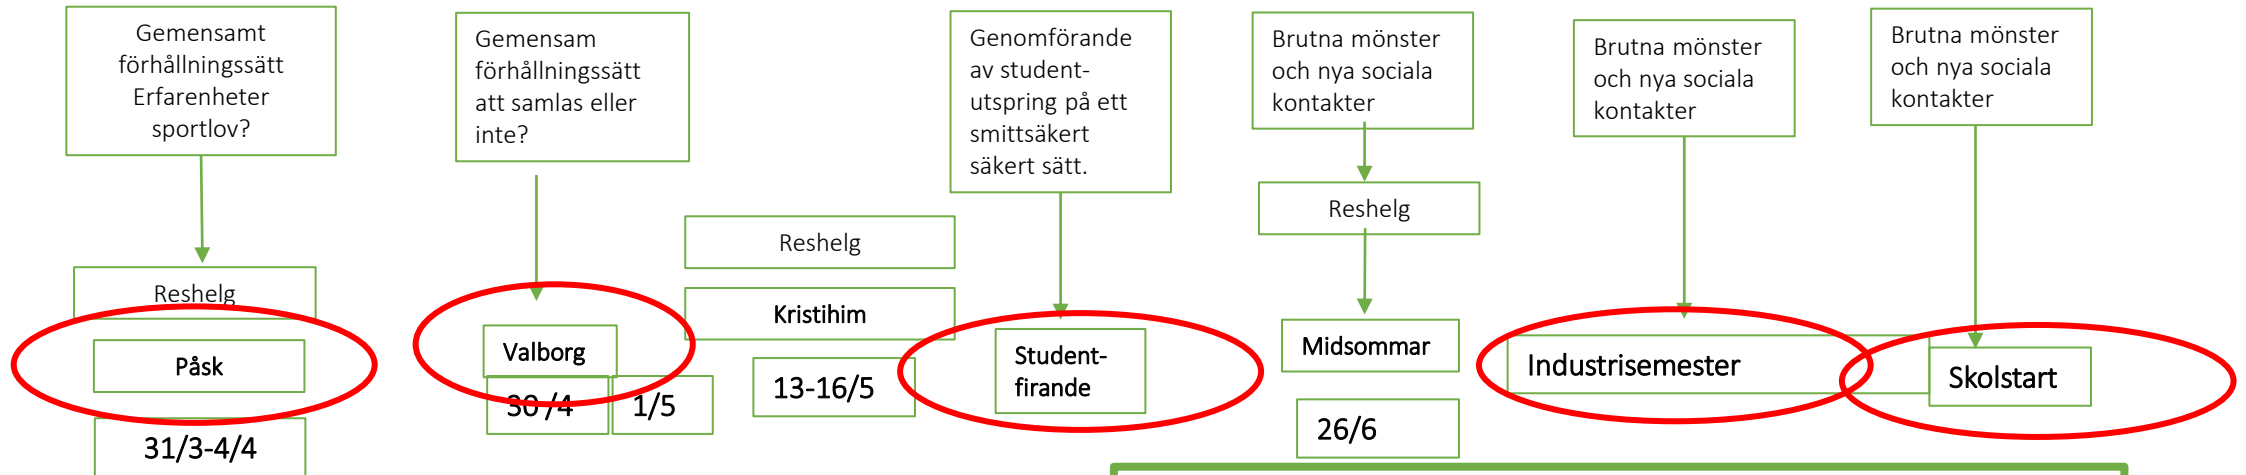 Gemensamt
förhållningssätt
Erfarenheter
sportlov?
Reshelg
Påsk
31/3-4/4
Gemensam
förhållningssätt
att samlas eller
inte?
Valborg
30 /4
1/5
Reshelg
Kristihim
13-16/5
Genomförande
av student-
utspring på ett
smittsäkert
säkert sätt.
Student-
firande
Brutna mönster
och nya sociala
kontakter
Reshelg
Midsommar
26/6
Brutna mönster
och nya sociala
kontakter
Industrisemester
Brutna mönster
och nya sociala
kontakter
Skolstart